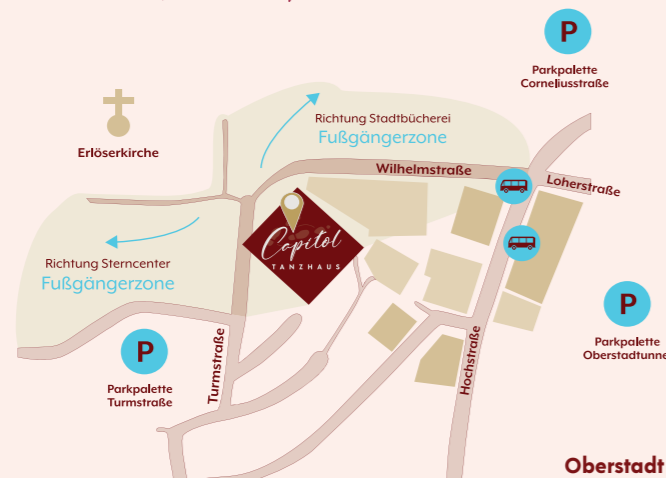 P
Parkpalette
Corneliusstraße
Erlöserkirche
Richtung Stadtbücherei
Fußgängerzone
Wilhelmstraße
Loherstraße
Capitol
TANZHAUS
Richtung Sterncenter
Fußgängerzone
P
Parkpalette
Turmstraße
Turmstraße
Hochstraße
P
Parkpalette
Oberstadttunne
Oberstadt